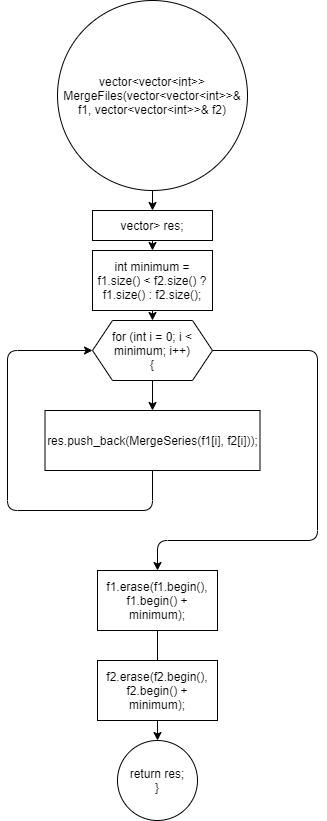 vector<vector<int>>
MergeFiles(vector<vector<int>>&
f1, vector<vector<int>>& f2)
vector> res;
int minimum =
f1.size() < f2.size() ?
f1.size() : f2.size();
for (int i = 0; i <
minimum; i++)
{
res.push_back(MergeSeries(f1[i], f2[i]));
f1.erase(f1.begin(),
f1.begin() +
minimum);
f2.erase(f2.begin(),
f2.begin() +
minimum);
return res;
}